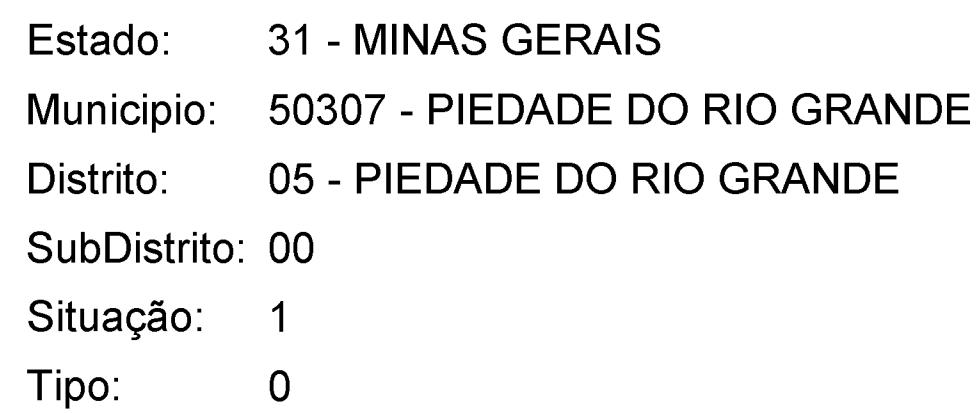 Estado: 31 - MINAS GERAIS
Municipio: 50307 - PIEDADE DO RIO GRANDE
Distrito: 05 - PIEDADE DO RIO GRANDE
SubDistrito: 00
Situação: 1
Tipo: 0